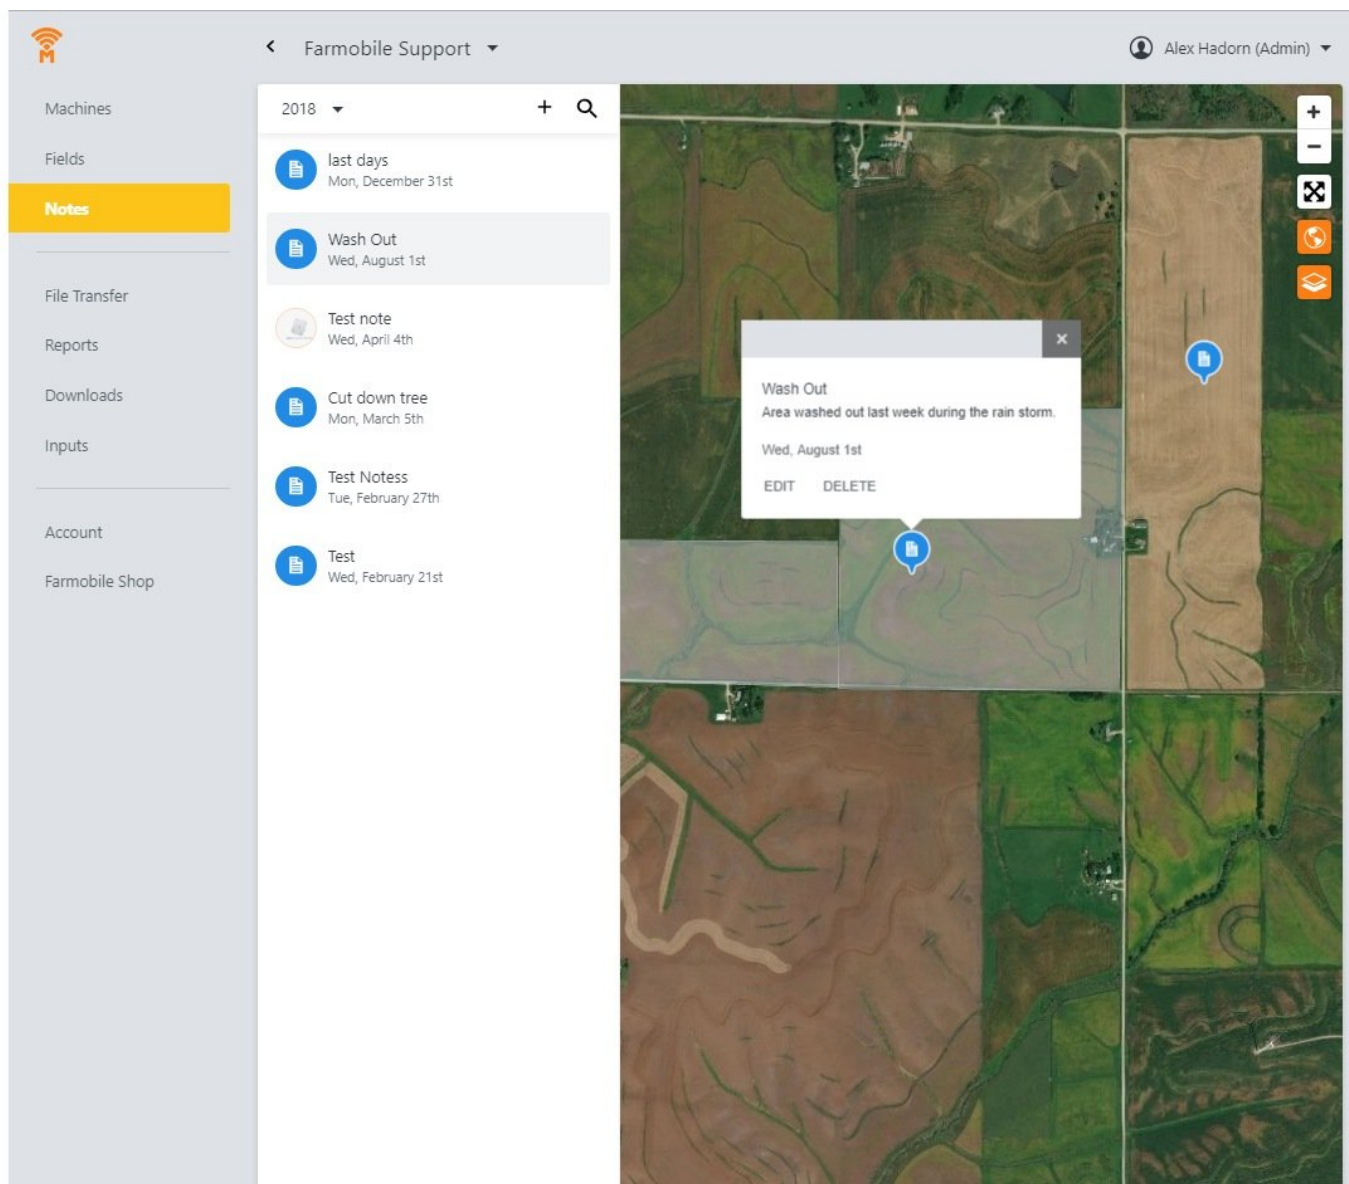 Farmobile Support
Alex Hadorn (Admin)
Machines
Fields
Notes
File Transfer
Reports
Downloads
Inputs
Account
Farmobile Shop
2018
last days
Mon, December 31st
Wash Out
Wed, August 1st
Test note
Wed, April 4th
Cut down tree
Mon, March 5th
Test Notess
Tue, February 27th
Test
Wed, February 21st
Wash Out
Area washed out last week during the rain storm.
Wed, August 1st
EDIT DELETE